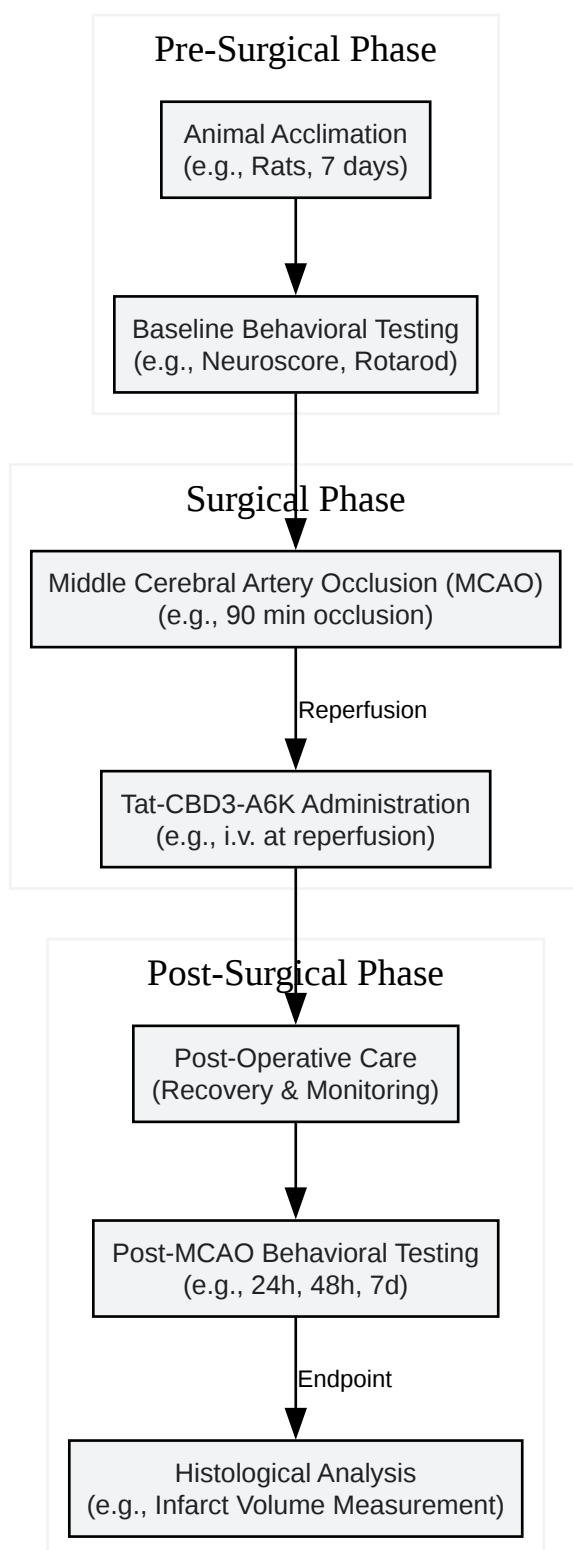 Pre-Surgical Phase
Animal Acclimation
(e.g., Rats, 7 days)
Baseline Behavioral Testing
(e.g., Neuroscore, Rotarod)
Surgical Phase
Middle Cerebral Artery Occlusion (MCAO)
(e.g., 90 min occlusion)
Reperfusion
Tat-CBD3-A6K Administration
(e.g., i.v. at reperfusion)
Post-Surgical Phase
Post-Operative Care
(Recovery & Monitoring)
Post-MCAO Behavioral Testing
(e.g., 24h, 48h, 7d)
Endpoint
Histological Analysis
(e.g., Infarct Volume Measurement)